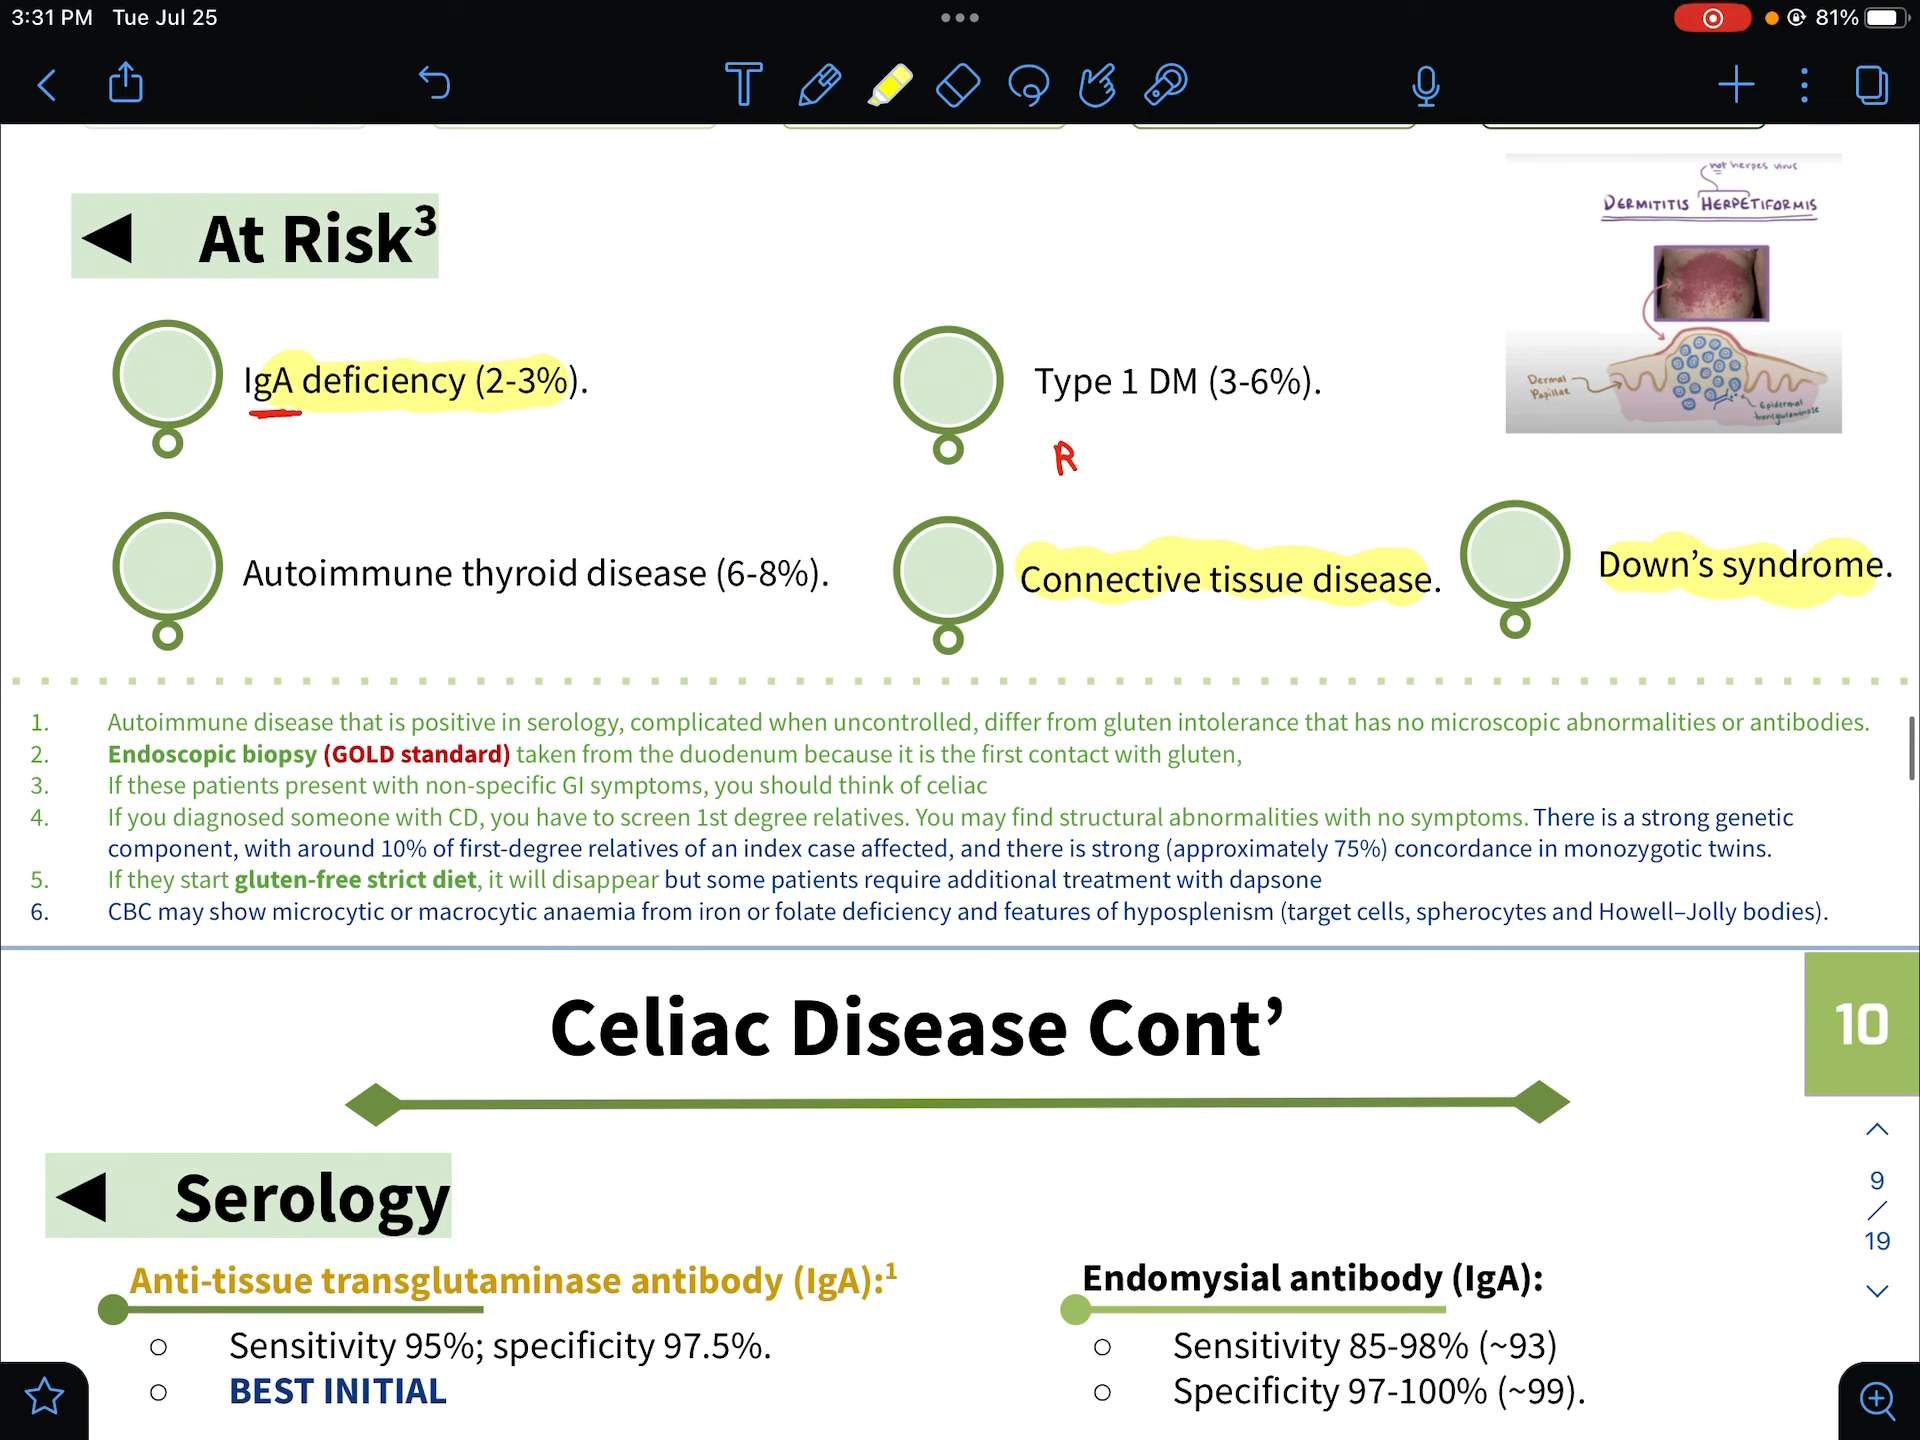 3:31 PM Tue Jul 25
81%
not herpes virus
DERMITITIS HERPETIFORMIS
◀ At Risk³
IgA deficiency (2-3%).
Type 1 DM (3-6%).
Dermal
Papillae
Epidermal
transglutaminase
R
Autoimmune thyroid disease (6-8%).
Connective tissue disease.
Down’s syndrome.
1. Autoimmune disease that is positive in serology, complicated when uncontrolled, differ from gluten intolerance that has no microscopic abnormalities or antibodies.
2. Endoscopic biopsy (GOLD standard) taken from the duodenum because it is the first contact with gluten,
3. If these patients present with non-specific GI symptoms, you should think of celiac
4. If you diagnosed someone with CD, you have to screen 1st degree relatives. You may find structural abnormalities with no symptoms. There is a strong genetic
component, with around 10% of first-degree relatives of an index case affected, and there is strong (approximately 75%) concordance in monozygotic twins.
5. If they start gluten-free strict diet, it will disappear but some patients require additional treatment with dapsone
6. CBC may show microcytic or macrocytic anaemia from iron or folate deficiency and features of hyposplenism (target cells, spherocytes and Howell–Jolly bodies).
Celiac Disease Cont’
10
9
/
19
◀ Serology
Anti-tissue transglutaminase antibody (IgA):¹
○ Sensitivity 95%; specificity 97.5%.
○ BEST INITIAL
Endomysial antibody (IgA):
○ Sensitivity 85-98% (~93)
○ Specificity 97-100% (~99).